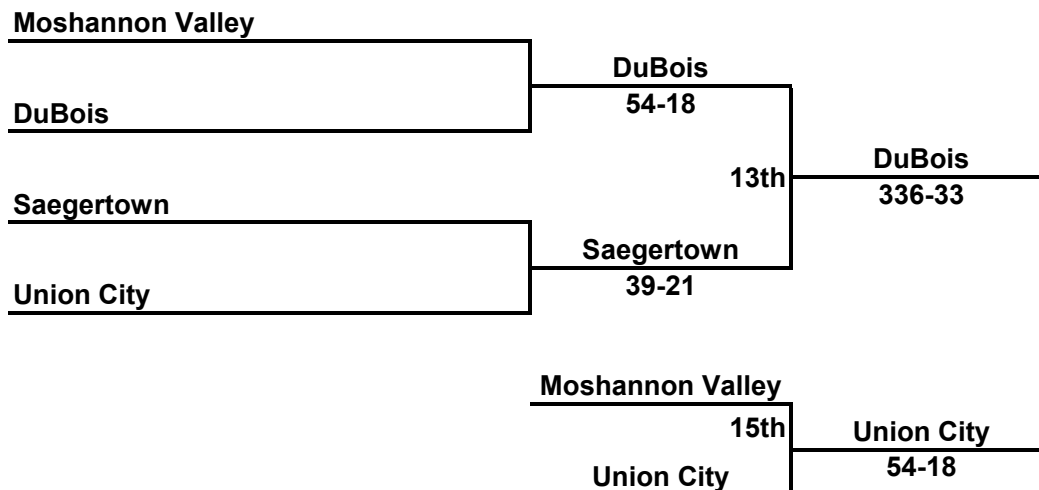 Moshannon Valley
DuBois
54-18
DuBois
13th
DuBois
336-33
Saegertown
Saegertown
39-21
Union City
Moshannon Valley
15th
Union City
54-18
Union City